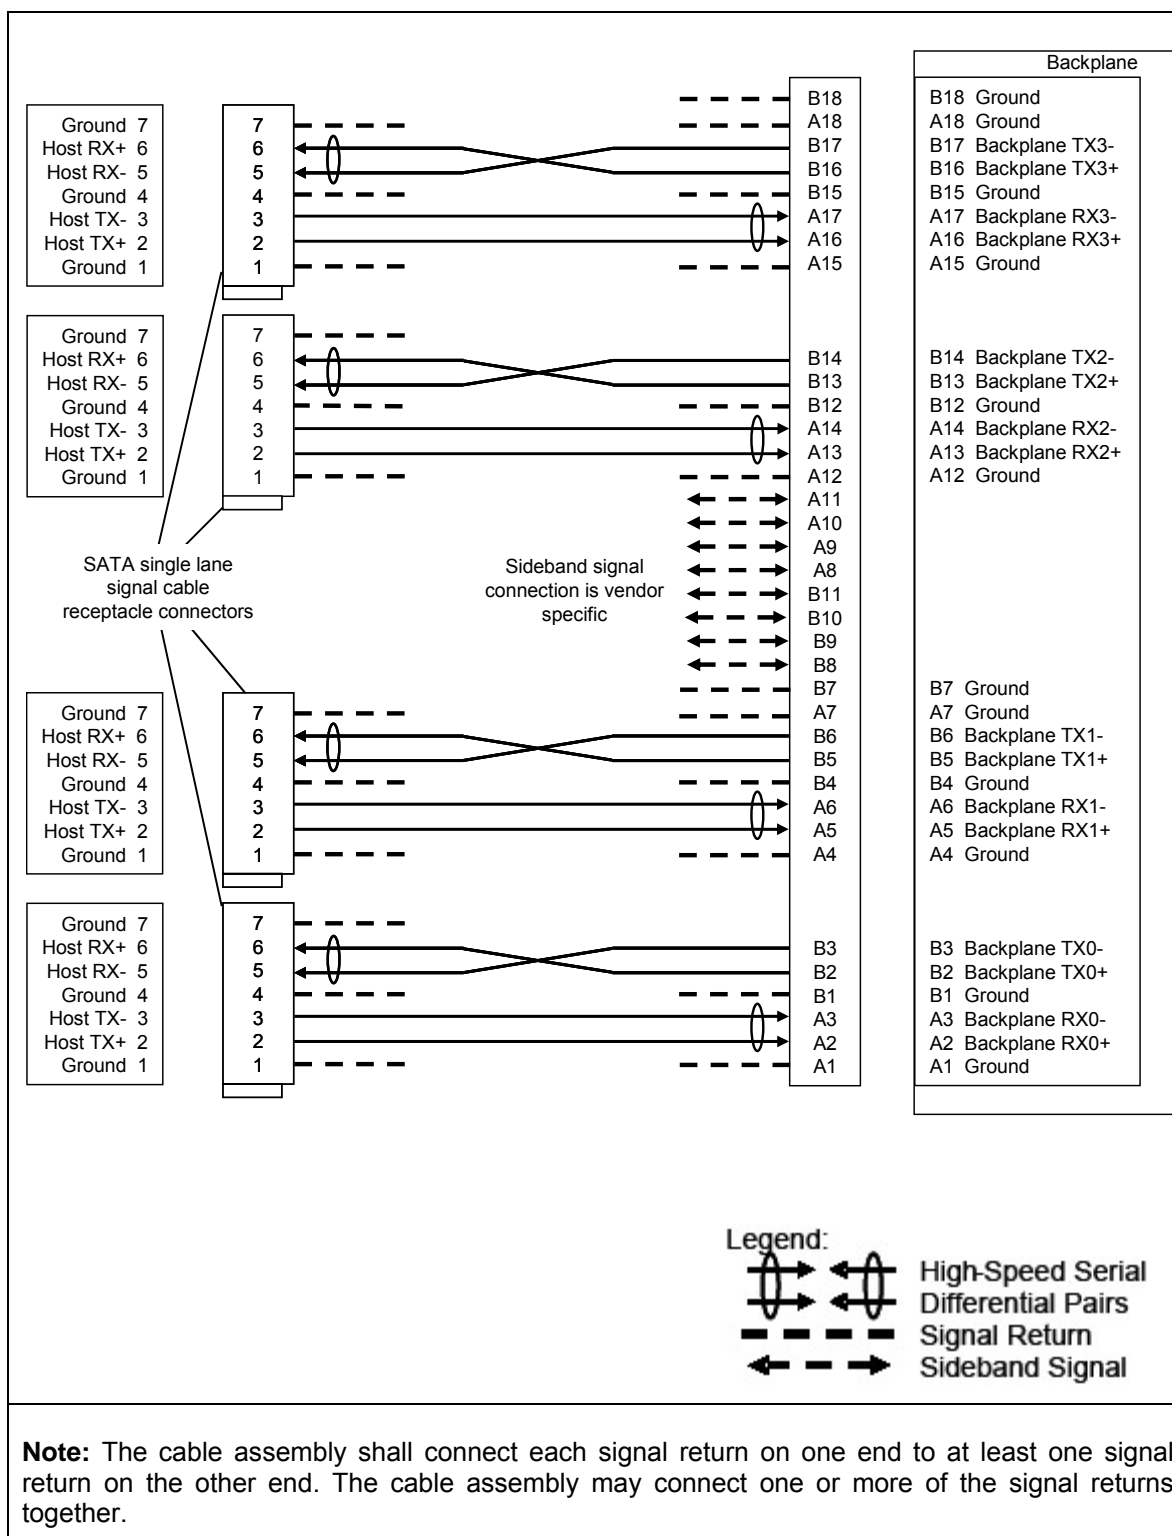 Backplane
Ground 7
Host RX+ 6
Host RX- 5
Ground 4
Host TX- 3
Host TX+ 2
Ground 1
7
6
5
4
3
2
1
B18
A18
B17
B16
B15
A17
A16
A15
B18 Ground
A18 Ground
B17 Backplane TX3-
B16 Backplane TX3+
B15 Ground
A17 Backplane RX3-
A16 Backplane RX3+
A15 Ground
Ground 7
Host RX+ 6
Host RX- 5
Ground 4
Host TX- 3
Host TX+ 2
Ground 1
7
6
5
4
3
2
1
B14
B13
B12
A14
A13
A12
B14 Backplane TX2-
B13 Backplane TX2+
B12 Ground
A14 Backplane RX2-
A13 Backplane RX2+
A12 Ground
SATA single lane
signal cable
receptacle connectors
Sideband signal
connection is vendor
specific
A11
A10
A9
A8
B11
B10
B9
B8
Ground 7
Host RX+ 6
Host RX- 5
Ground 4
Host TX- 3
Host TX+ 2
Ground 1
7
6
5
4
3
2
1
B7
A7
B6
B5
B4
A6
A5
A4
B7 Ground
A7 Ground
B6 Backplane TX1-
B5 Backplane TX1+
B4 Ground
A6 Backplane RX1-
A5 Backplane RX1+
A4 Ground
Ground 7
Host RX+ 6
Host RX- 5
Ground 4
Host TX- 3
Host TX+ 2
Ground 1
7
6
5
4
3
2
1
B3
B2
B1
A3
A2
A1
B3 Backplane TX0-
B2 Backplane TX0+
B1 Ground
A3 Backplane RX0-
A2 Backplane RX0+
A1 Ground
Legend:
High-Speed Serial
Differential Pairs
Signal Return
Sideband Signal
Note: The cable assembly shall connect each signal return on one end to at least one signal
return on the other end. The cable assembly may connect one or more of the signal returns
together.